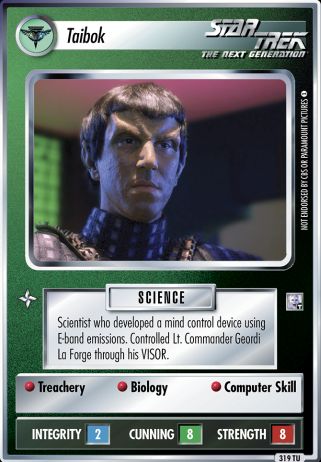 Taibok
STAR TREK
THE NEXT GENERATION
NOT ENDORSED BY CBS OR PARAMOUNT PICTURES
SCIENCE
Scientist who developed a mind control device using
E-band emissions. Controlled Lt. Commander Geordi
La Forge through his VISOR.
Treachery Biology Computer Skill
INTEGRITY 2 CUNNING 8 STRENGTH 8
319 TU